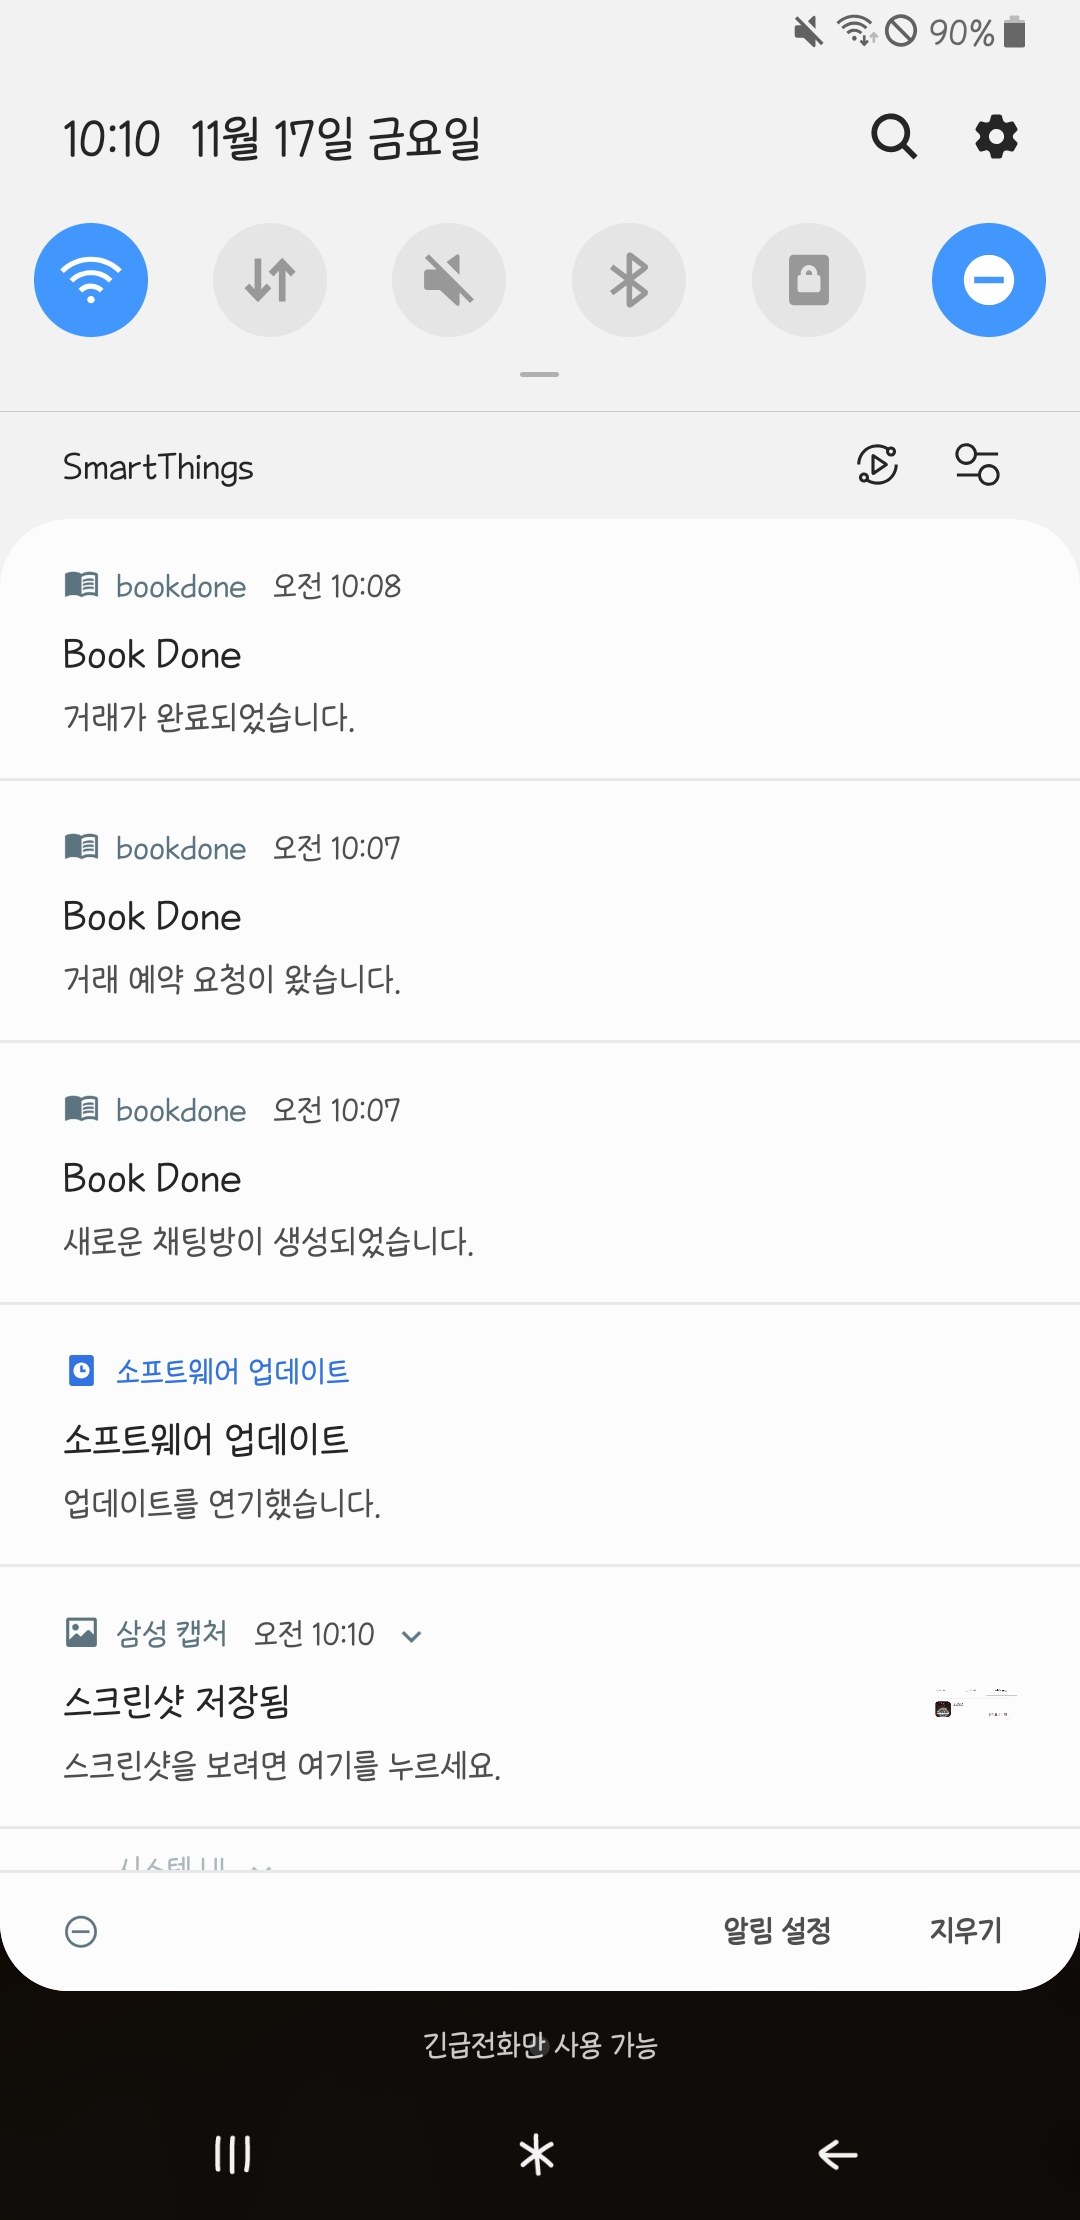 90%
10:10 11월 17일 금요일
SmartThings
bookdone 오전 10:08
Book Done
거래가 완료되었습니다.
bookdone 오전 10:07
Book Done
거래 예약 요청이 왔습니다.
bookdone 오전 10:07
Book Done
새로운 채팅방이 생성되었습니다.
소프트웨어 업데이트
소프트웨어 업데이트
업데이트를 연기했습니다.
삼성 캡처 오전 10:10
스크린샷 저장됨
스크린샷을 보려면 여기를 누르세요.
알림 설정 지우기
긴급전화만 사용 가능